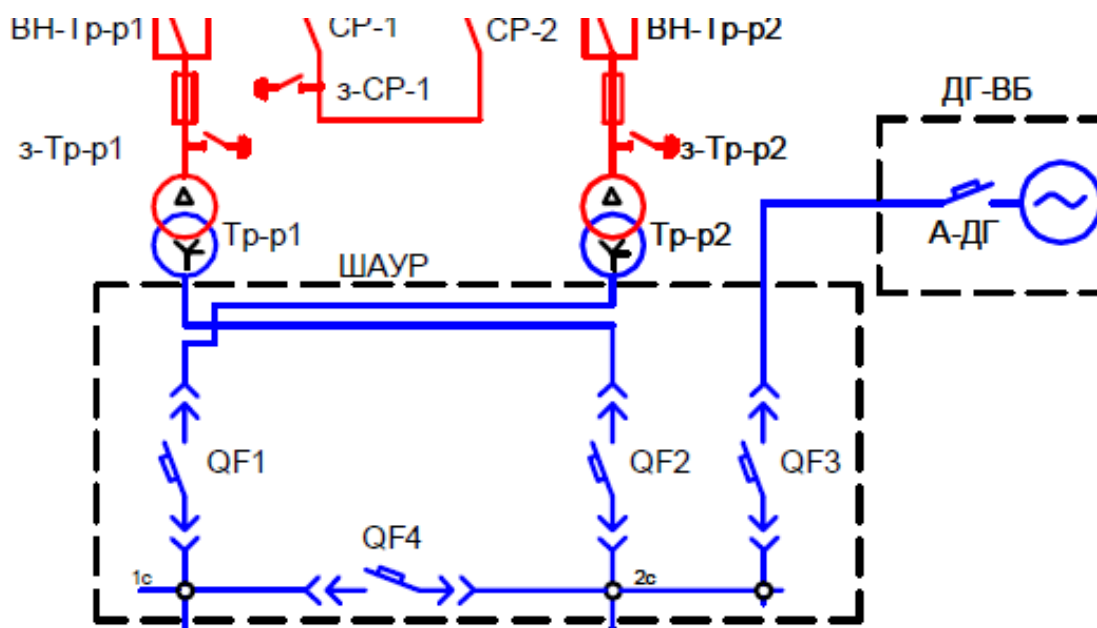 ВН-Тр-р1
СР-1
СР-2
ВН-Тр-р2
з-СР-1
ДГ-ВБ
з-Тр-р1
з-Тр-р2
А-ДГ
Тр-р1
Тр-р2
ШАУР
QF1
QF2
QF3
QF4
1с
2с